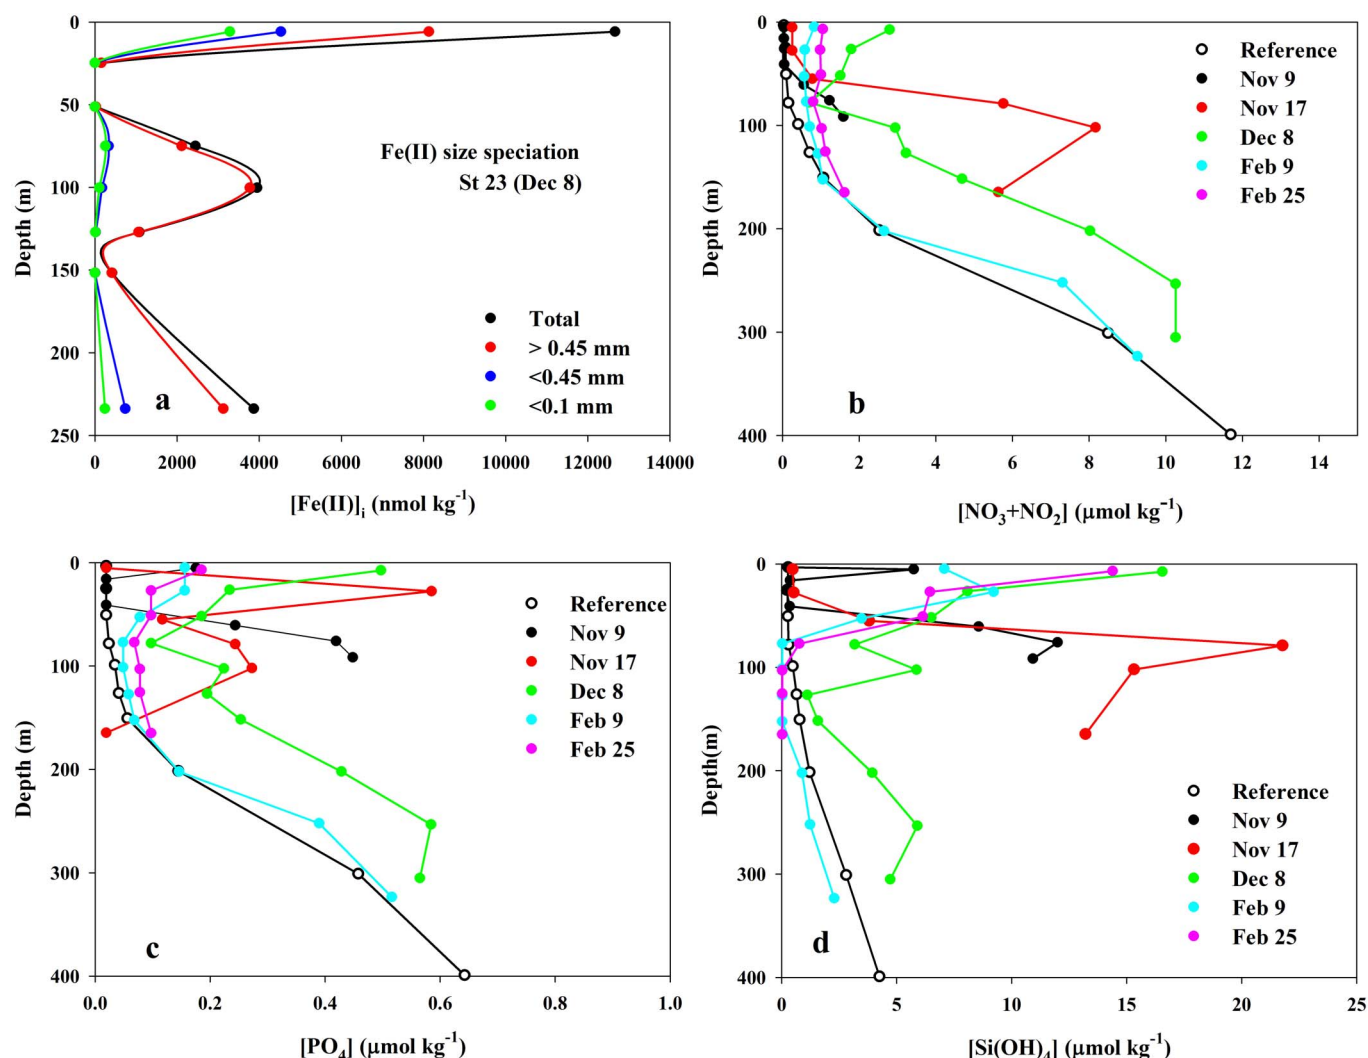 0
50
100
150
200
250
Depth (m)
Fe(II) size speciation
St 23 (Dec 8)
Total
> 0.45 mm
<0.45 mm
<0.1 mm
a
0 2000 4000 6000 8000 10000 12000 14000
[Fe(II)]i (nmol kg-1)
0
100
200
300
400
Depth (m)
Reference
Nov 9
Nov 17
Dec 8
Feb 9
Feb 25
b
0 2 4 6 8 10 12 14
[NO3+NO2] (μmol kg-1)
0
100
200
300
400
Depth (m)
Reference
Nov 9
Nov 17
Dec 8
Feb 9
Feb 25
c
0.0 0.2 0.4 0.6 0.8 1.0
[PO4] (μmol kg-1)
0
100
200
300
400
Depth(m)
Reference
Nov 9
Nov 17
Dec 8
Feb 9
Feb 25
d
0 5 10 15 20 25
[Si(OH)4] (μmol kg-1)